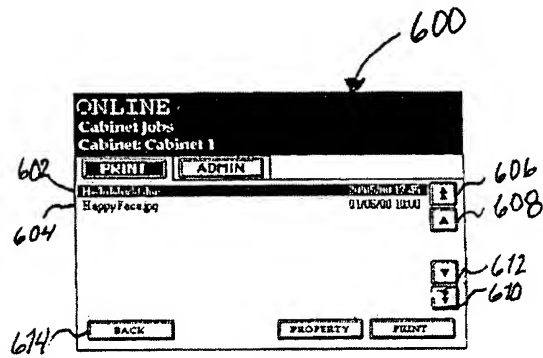 600
ONLINE
Cabinet Jobs
Cabinet: Cabinet 1
PRINT ADMIN
602
606
HappyFace.jpg 01/06/00 10:00
604
608
612
610
BACK PROPERTY PRINT
614